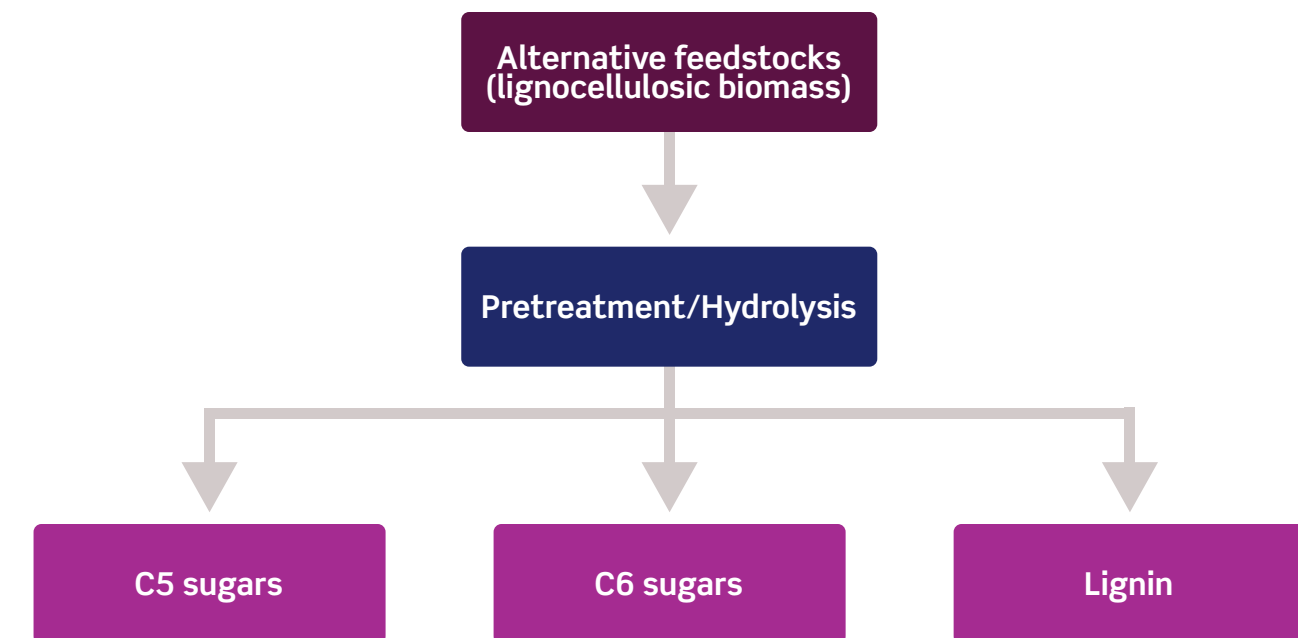 Alternative feedstocks
(lignocellulosic biomass)
Pretreatment/Hydrolysis
C5 sugars
C6 sugars
Lignin